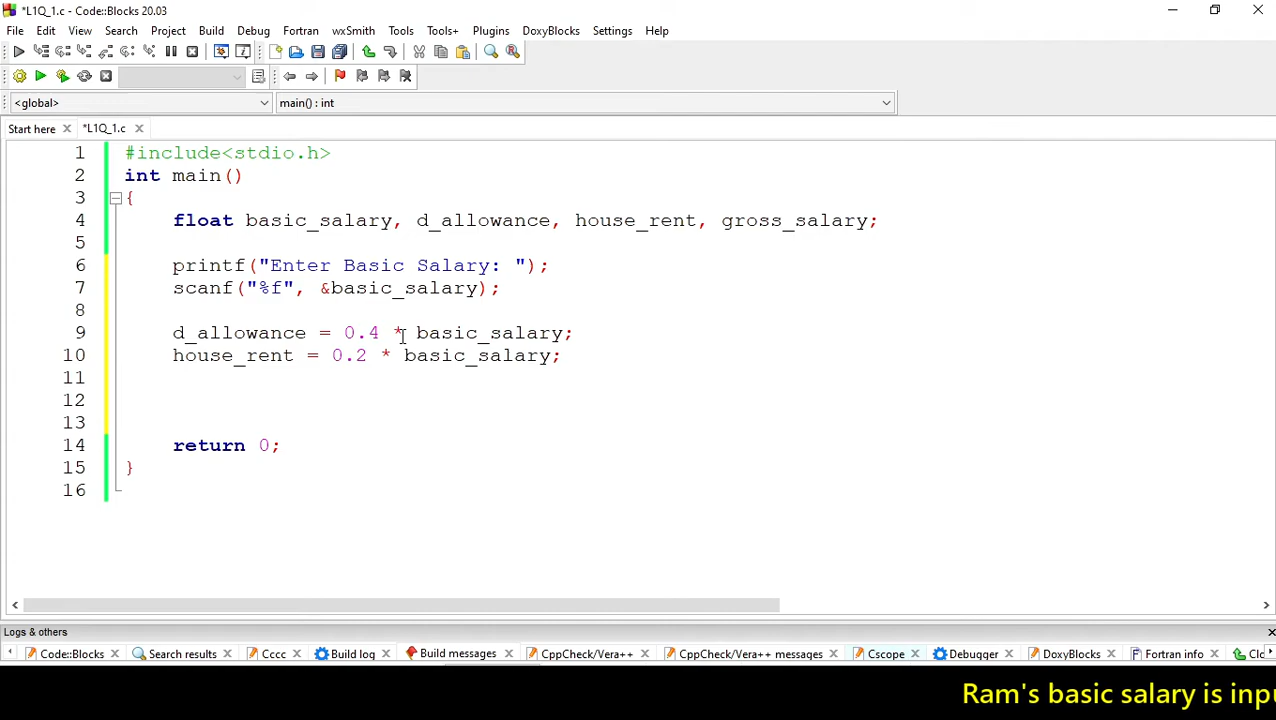 *L1Q_1.c - Code::Blocks 20.03
File Edit View Search Project Build Debug Fortran wxSmith Tools Tools+ Plugins DoxyBlocks Settings Help
<global> main() : int
Start here *L1Q_1.c
1 #include<stdio.h>
2 int main()
3 {
4 float basic_salary, d_allowance, house_rent, gross_salary;
5
6 printf("Enter Basic Salary: ");
7 scanf("%f", &basic_salary);
8
9 d_allowance = 0.4 * basic_salary;
10 house_rent = 0.2 * basic_salary;
11
12
13
14 return 0;
15 }
16
Logs & others
Code::Blocks Search results Cccc Build log Build messages CppCheck/Vera++ CppCheck/Vera++ messages Cscope Debugger DoxyBlocks Fortran info Clo
Ram's basic salary is inpu